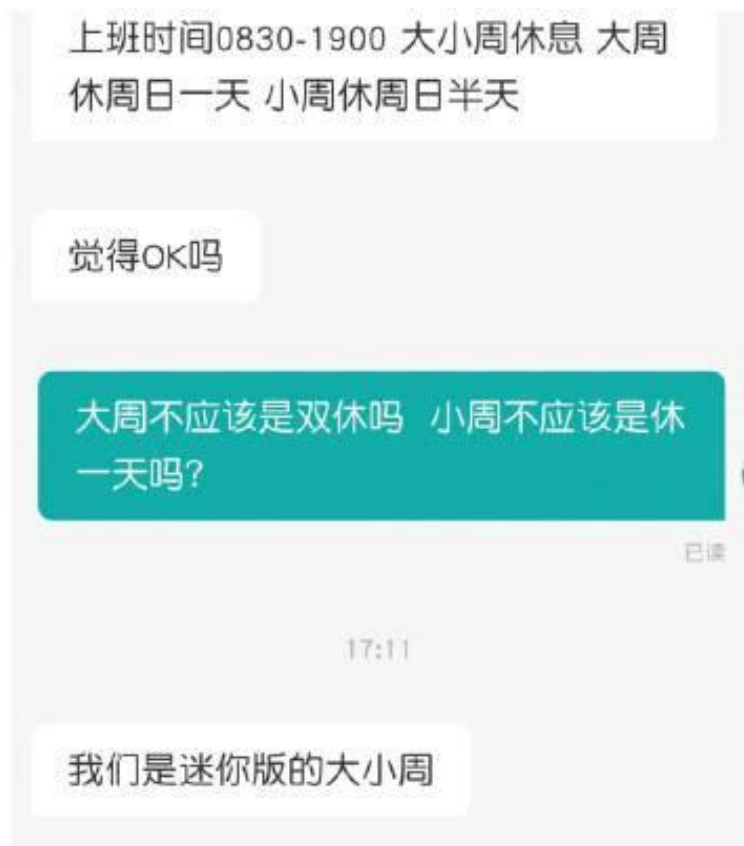 上班时间0830-1900 大小周休息 大周
休周日一天 小周休周日半天
觉得OK吗
大周不应该是双休吗 小周不应该是休
一天吗?
已读
17:11
我们是迷你版的大小周